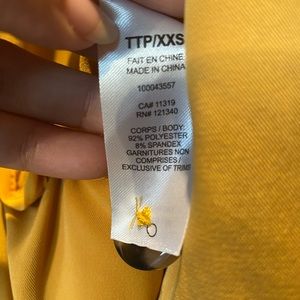 TTP/XXS
FAIT EN CHINE
MADE IN CHINA
100043557
CA# 11319
RN# 121340
CORPS / BODY:
92% POLYESTER
8% SPANDEX
GARNITURES NON
COMPRISES /
EXCLUSIVE OF TRIMS